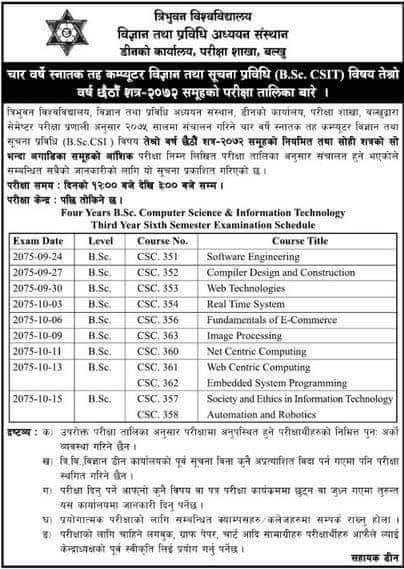 त्रिभुवन विश्वविद्यालय
विज्ञान तथा प्रविधि अध्ययन संस्थान
डीनको कार्यालय, परीक्षा शाखा, बल्खु
चार वर्षे स्नातक तह कम्प्युटर विज्ञान तथा सूचना प्रविधि (B.Sc. CSIT) विषय तेश्रो
वर्ष छैठौं शत्र-२०७२ समूहको परीक्षा तालिका बारे ।
त्रिभुवन विश्वविद्यालय, विज्ञान तथा प्रविधि अध्ययन संस्थान, डीनको कार्यालय, परीक्षा शाखा, बल्खुद्वारा
सेमेष्टर परीक्षा प्रणाली अनुसार २०७५ सालमा संचालन गरिने चार वर्षे स्नातक तह कम्प्युटर विज्ञान तथा
सूचना प्रविधि (B.Sc.CSI) विषय तेश्रो वर्ष छैठौं शत्र-२०७२ समूहको नियमित तथा सोही शत्रको सो
भन्दा अगाडिका समूहको आंशिक परीक्षा निम्न लिखित परीक्षा तालिका अनुसार संचालन हुने भएकोले
सम्बन्धित सबैको जानकारीको लागि यो सूचना प्रकाशित गरिएको छ ।
परीक्षा समय : दिनको १२:०० बजे देखि ३:०० बजे सम्म ।
परीक्षा केन्द्र : पछि तोकिने छ ।
Four Years B.Sc. Computer Science & Information Technology
Third Year Sixth Semester Examination Schedule
Exam Date Level Course No. Course Title
2075-09-24 B.Sc. CSC. 351 Software Engineering
2075-09-27 B.Sc. CSC. 352 Compiler Design and Construction
2075-09-30 B.Sc. CSC. 353 Web Technologies
2075-10-03 B.Sc. CSC. 354 Real Time System
2075-10-06 B.Sc. CSC. 356 Fundamentals of E-Commerce
2075-10-09 B.Sc. CSC. 363 Image Processing
2075-10-11 B.Sc. CSC. 360 Net Centric Computing
2075-10-13 B.Sc. CSC. 361 Web Centric Computing
CSC. 362 Embedded System Programming
2075-10-15 B.Sc. CSC. 357 Society and Ethics in Information Technology
CSC. 358 Automation and Robotics
द्रष्टव्य: क) उपरोक्त परीक्षा तालिका अनुसार परीक्षामा अनुपस्थित हुने परीक्षार्थीहरुको निमित्त पुनः अर्को
व्यवस्था गरिने छैन ।
ख) त्रि.वि.,विज्ञान डीन कार्यालयको पूर्व सूचना विना कुनै अप्रत्याशित विदा पर्न गएमा पनि परीक्षा
स्थगित गरिने छैन ।
ग) परीक्षा दिनु पर्ने आफ्नो कुनै विषय वा पत्र परीक्षा कार्यक्रममा छुट्न वा जुध्न गएमा तुरुन्त
यस कार्यालयमा जानकारी दिनु पर्नेछ ।
घ) प्रयोगात्मक परीक्षाको लागि सम्बन्धित क्याम्पसहरु/कलेजहरुमा सम्पर्क राख्नु होला ।
ङ) परीक्षाको लागि चाहिने लगबुक, ग्राफ पेपर, चार्ट आदि सामाग्रीहरु परीक्षार्थीहरु आफैले ल्याई
केन्द्राध्यक्षको पूर्व स्वीकृति लिई प्रयोग गर्नु पर्नेछ ।
सहायक डीन